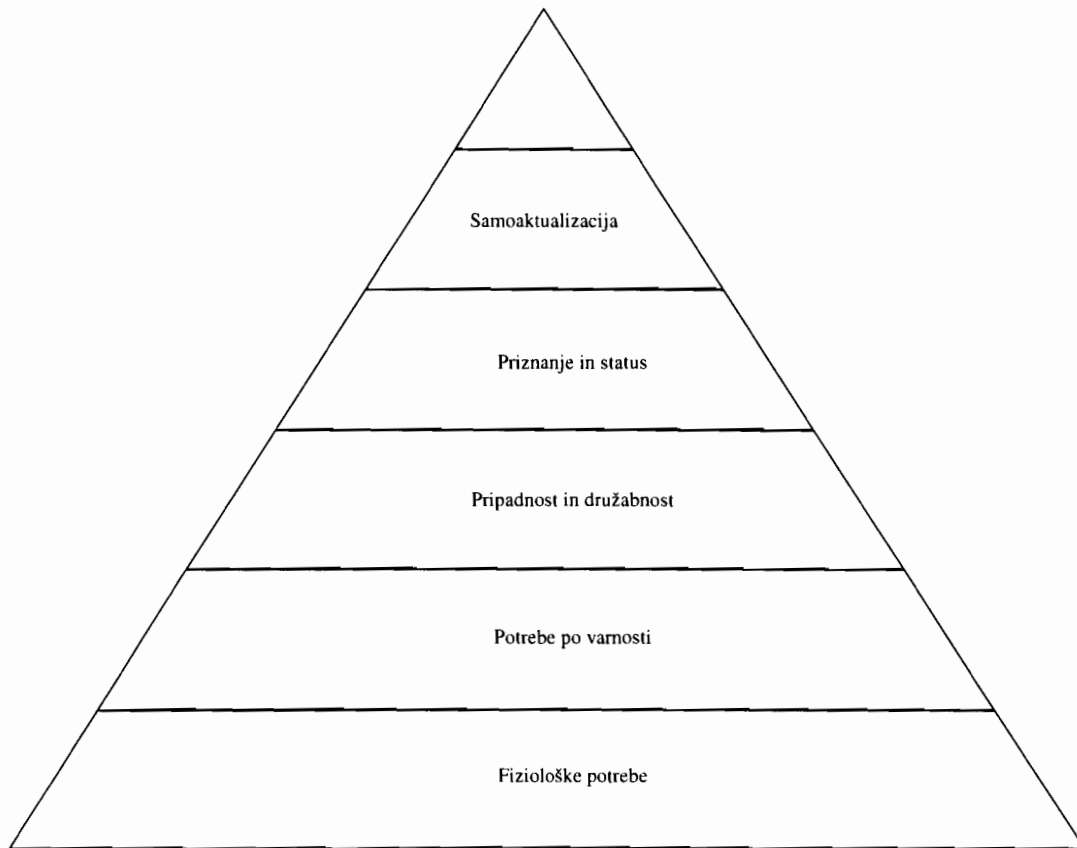 Samoaktualizacija
Priznanje in status
Pripadnost in družabnost
Potrebe po varnosti
Fiziološke potrebe